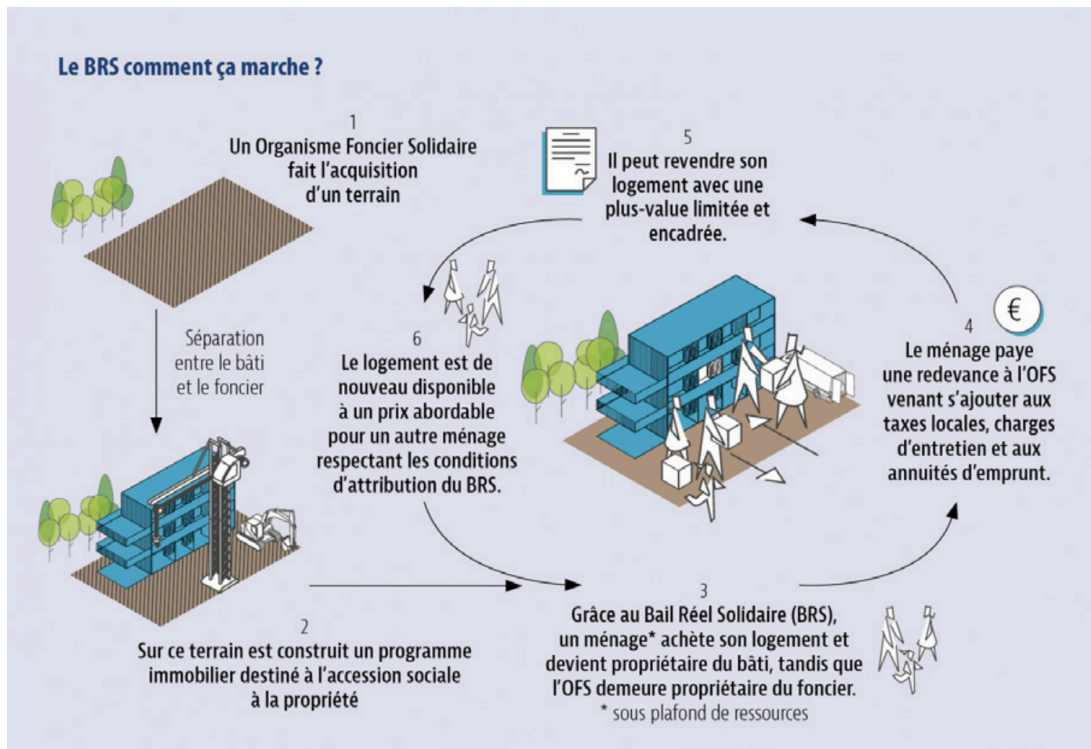 Le BRS comment ça marche ?
1
Un Organisme Foncier Solidaire
fait l'acquisition
d'un terrain
Séparation
entre le bâti
et le foncier
2
Sur ce terrain est construit un programme
immobilier destiné à l'accession sociale
à la propriété
3
Grâce au Bail Réel Solidaire (BRS),
un ménage* achète son logement et
devient propriétaire du bâti, tandis que
l'OFS demeure propriétaire du foncier.
* sous plafond de ressources
€
4
Le ménage paye
une redevance à l'OFS
venant s'ajouter aux
taxes locales, charges
d'entretien et aux
annuités d'emprunt.
5
Il peut revendre son
logement avec une
plus-value limitée et
encadrée.
6
Le logement est de
nouveau disponible
à un prix abordable
pour un autre ménage
respectant les conditions
d'attribution du BRS.